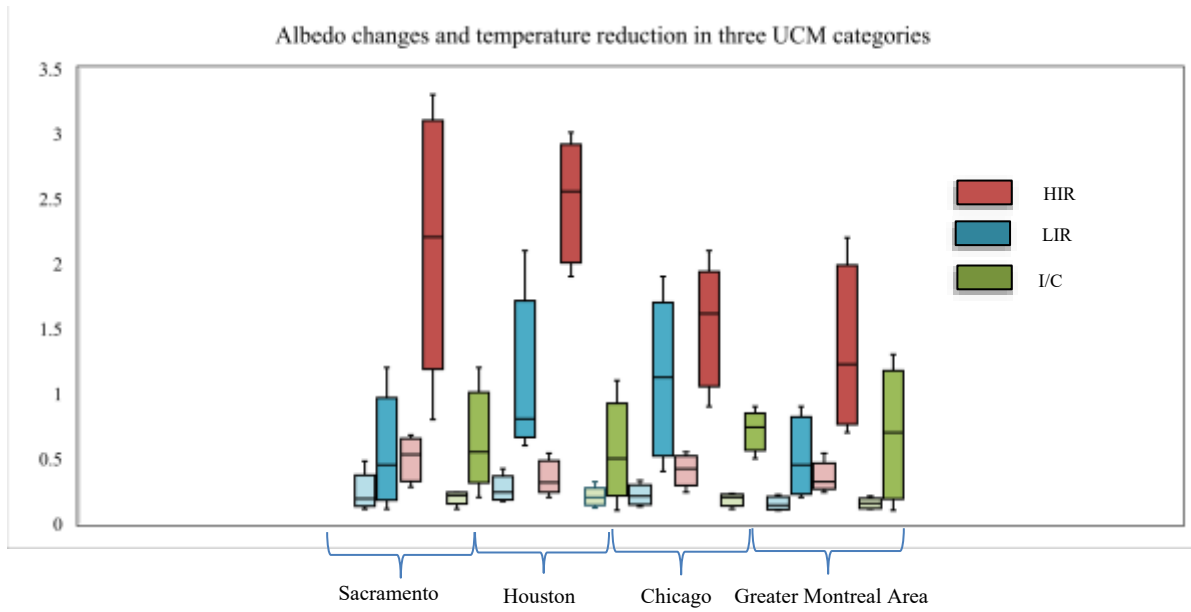 Albedo changes and temperature reduction in three UCM categories
3.5
3
2.5
2
1.5
1
0.5
0
HIR
LIR
I/C
Sacramento
Houston
Chicago
Greater Montreal Area